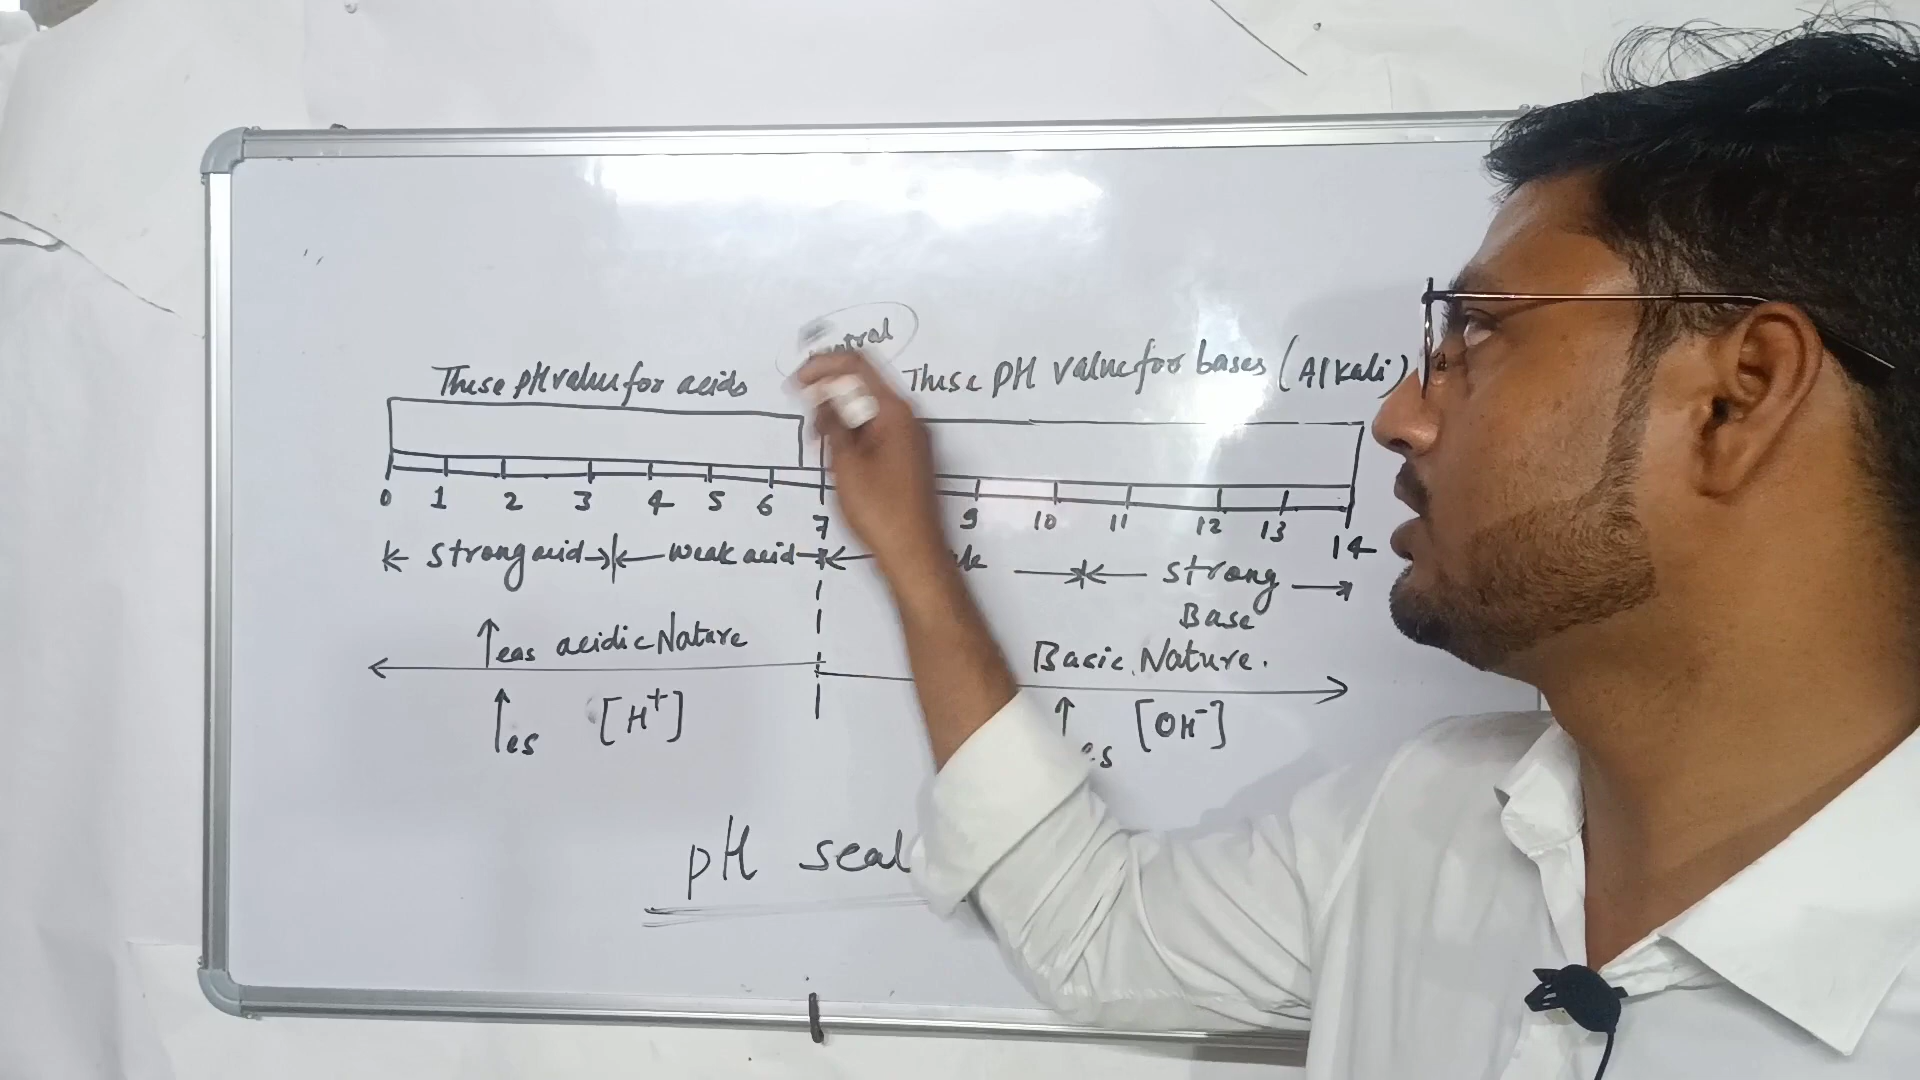 These pH value for acids
These PH value for bases (Alkali)
0 1 2 3 4 5 6 7 9 10 11 12 13 14
strong acid weak acid strong
Base
↑eas acidic Nature
Basic Nature.
↑es [H+]
↑es [OH-]
pH scal